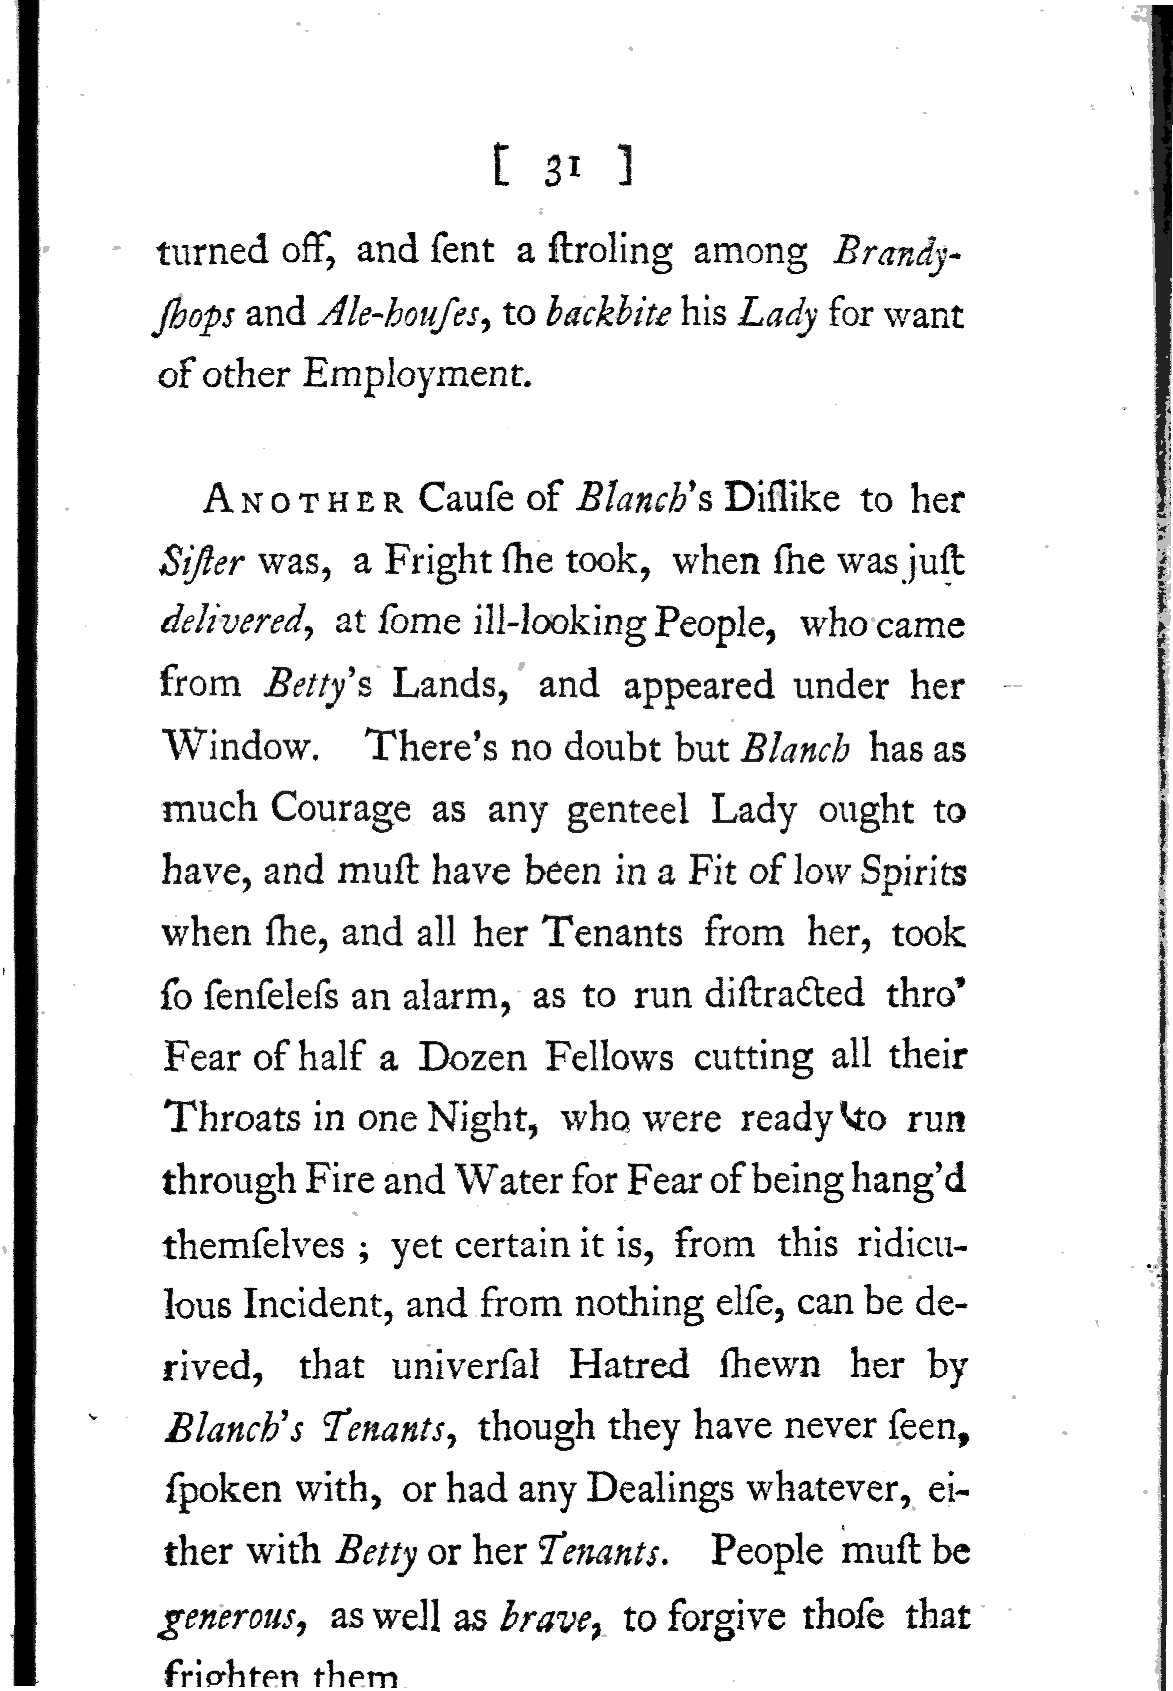 [ 31 ]
turned off, and ſent a ſtroling among Brandy-
ſhops and Ale-houſes, to backbite his Lady for want
of other Employment.
ANOTHER Cauſe of Blanch's Diſlike to her
Siſter was, a Fright ſhe took, when ſhe was juſt
delivered, at ſome ill-looking People, who came
from Betty's Lands, and appeared under her
Window. There's no doubt but Blanch has as
much Courage as any genteel Lady ought to
have, and muſt have been in a Fit of low Spirits
when ſhe, and all her Tenants from her, took
ſo ſenſeleſs an alarm, as to run diſtracted thro'
Fear of half a Dozen Fellows cutting all their
Throats in one Night, who were ready to run
through Fire and Water for Fear of being hang'd
themſelves ; yet certain it is, from this ridicu-
lous Incident, and from nothing elſe, can be de-
rived, that univerſal Hatred ſhewn her by
Blanch's Tenants, though they have never ſeen,
ſpoken with, or had any Dealings whatever, ei-
ther with Betty or her Tenants. People muſt be
generous, as well as brave, to forgive thoſe that
frighten them.